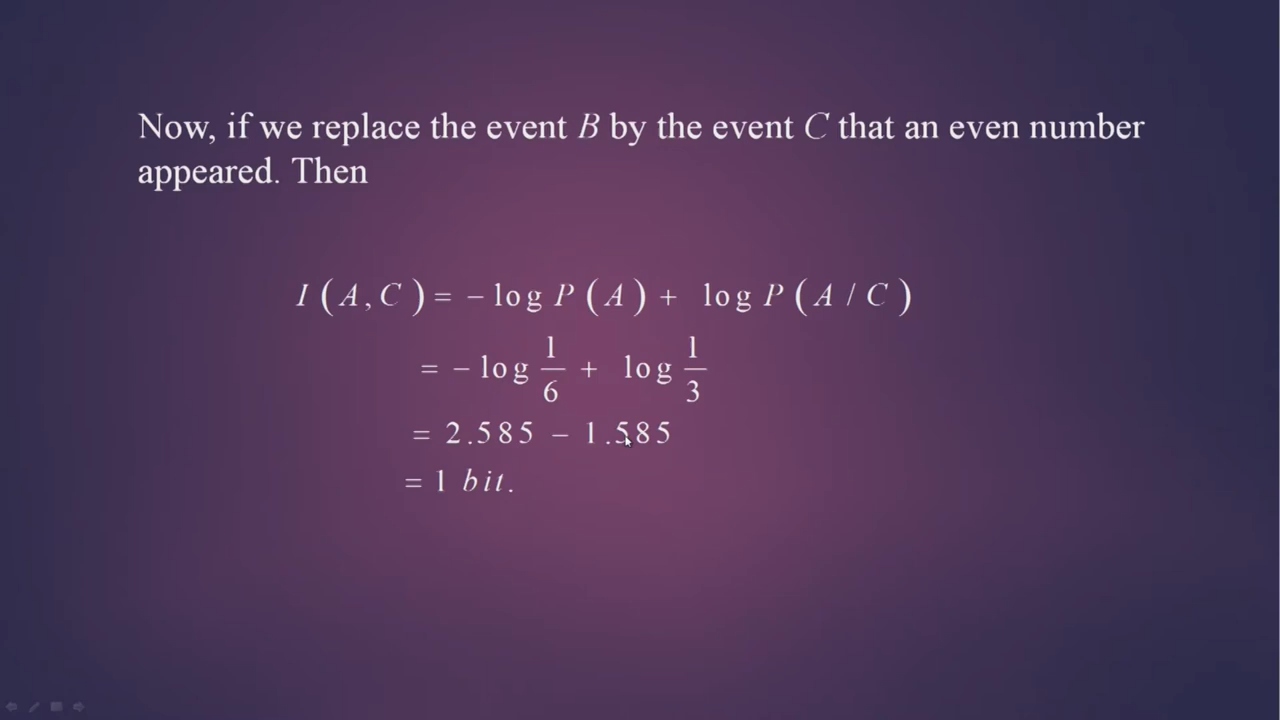 Now, if we replace the event B by the event C that an even number
appeared. Then
I (A, C) = − log P (A) + log P (A / C)
= − log 1/6 + log 1/3
= 2.585 − 1.585
= 1 bit.